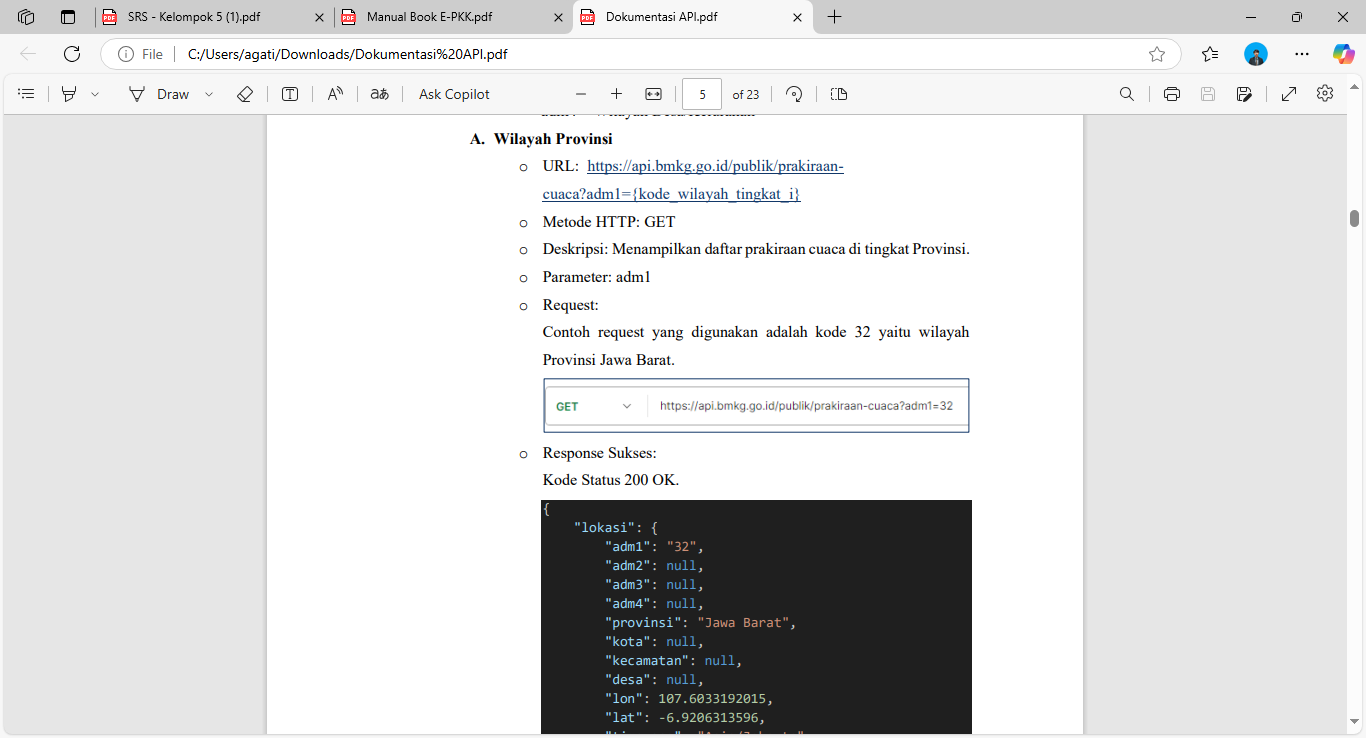 SRS - Kelompok 5 (1).pdf
Manual Book E-PKK.pdf
Dokumentasi API.pdf
File
C:/Users/agati/Downloads/Dokumentasi%20API.pdf
Draw
Ask Copilot
5 of 23
A. Wilayah Provinsi
o URL: https://api.bmkg.go.id/publik/prakiraan-
cuaca?adm1={kode_wilayah_tingkat_i}
o Metode HTTP: GET
o Deskripsi: Menampilkan daftar prakiraan cuaca di tingkat Provinsi.
o Parameter: adm1
o Request:
Contoh request yang digunakan adalah kode 32 yaitu wilayah
Provinsi Jawa Barat.
GET https://api.bmkg.go.id/publik/prakiraan-cuaca?adm1=32
o Response Sukses:
Kode Status 200 OK.
{
"lokasi": {
"adm1": "32",
"adm2": null,
"adm3": null,
"adm4": null,
"provinsi": "Jawa Barat",
"kota": null,
"kecamatan": null,
"desa": null,
"lon": 107.6033192015,
"lat": -6.9206313596,